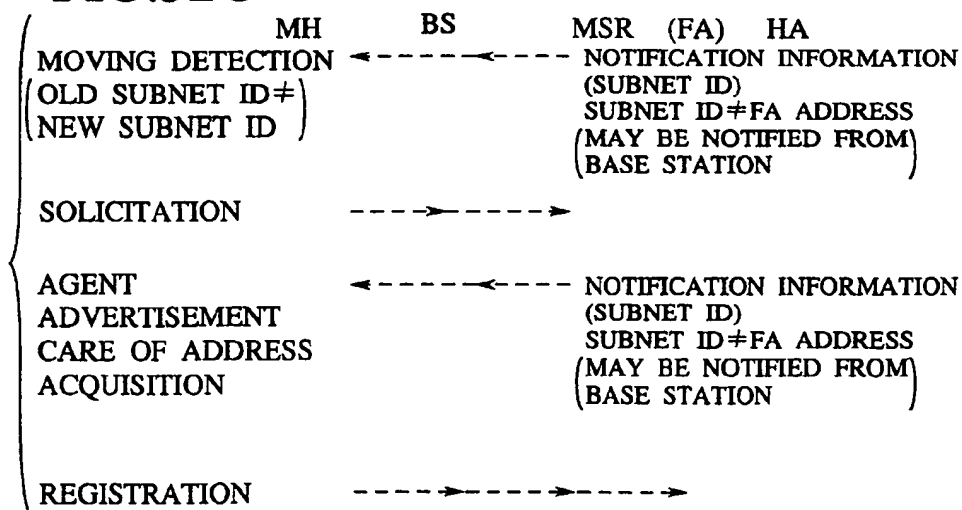 MH BS MSR (FA) HA
MOVING DETECTION NOTIFICATION INFORMATION
(OLD SUBNET ID≠ (SUBNET ID)
NEW SUBNET ID) SUBNET ID≠FA ADDRESS
(MAY BE NOTIFIED FROM
BASE STATION)
SOLICITATION
AGENT NOTIFICATION INFORMATION
ADVERTISEMENT (SUBNET ID)
CARE OF ADDRESS SUBNET ID≠FA ADDRESS
ACQUISITION (MAY BE NOTIFIED FROM
BASE STATION)
REGISTRATION